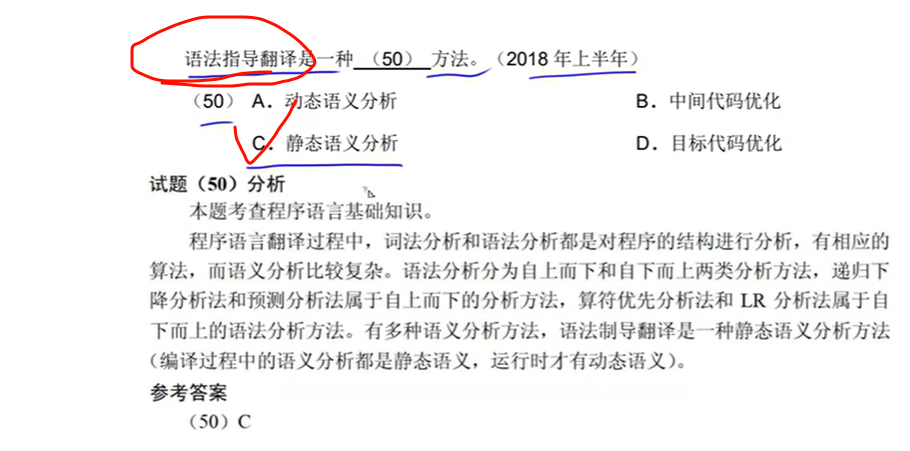 语法指导翻译是一种 （50） 方法。（2018 年上半年）
（50） A．动态语义分析 B．中间代码优化
C．静态语义分析 D．目标代码优化
试题（50）分析
本题考查程序语言基础知识。
程序语言翻译过程中，词法分析和语法分析都是对程序的结构进行分析，有相应的
算法，而语义分析比较复杂。语法分析分为自上而下和自下而上两类分析方法，递归下
降分析法和预测分析法属于自上而下的分析方法，算符优先分析法和 LR 分析法属于自
下而上的语法分析方法。有多种语义分析方法，语法制导翻译是一种静态语义分析方法
（编译过程中的语义分析都是静态语义，运行时才有动态语义）。
参考答案
（50）C